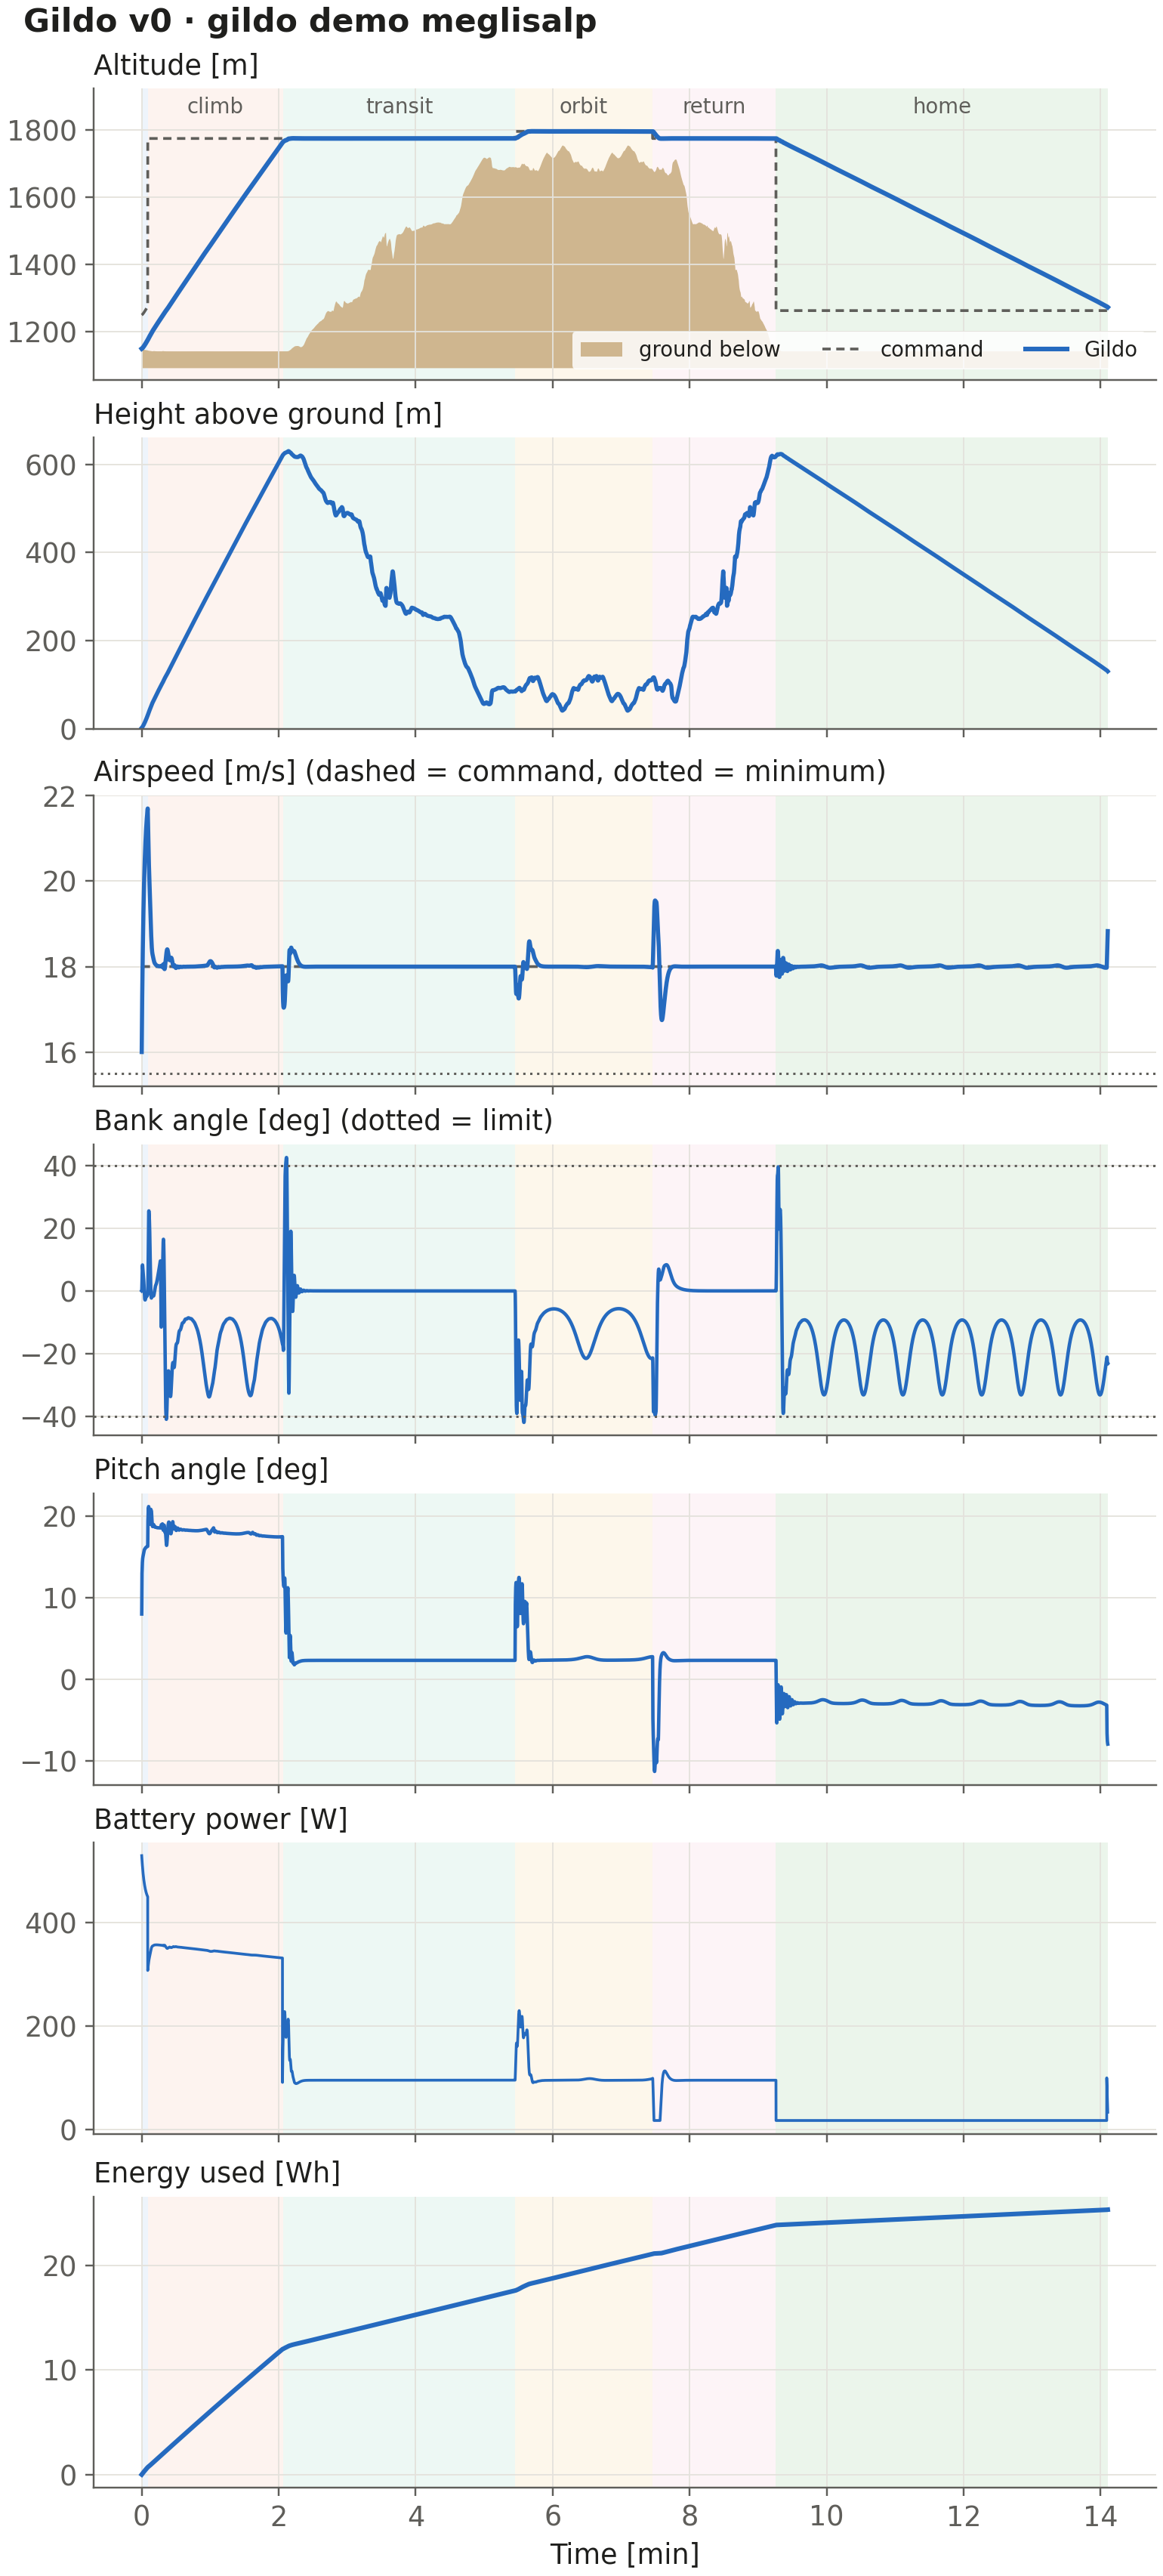 Gildo v0 · gildo demo meglisalp
Altitude [m]
climb transit orbit return home
1800
1600
1400
1200
ground below command Gildo
Height above ground [m]
600
400
200
0
Airspeed [m/s] (dashed = command, dotted = minimum)
22
20
18
16
Bank angle [deg] (dotted = limit)
40
20
0
−20
−40
Pitch angle [deg]
20
10
0
−10
Battery power [W]
400
200
0
Energy used [Wh]
20
10
0
0 2 4 6 8 10 12 14
Time [min]